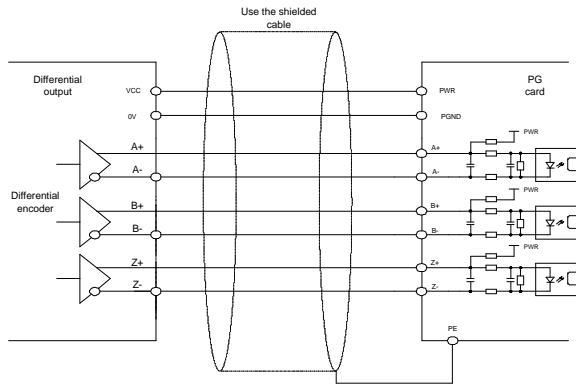 Use the shielded
cable
Differential
output
PG
card
VCC
PWR
0V
PGND
PWR
A+
A+
A-
A-
PWR
Differential
encoder
B+
B+
B-
B-
PWR
Z+
Z+
Z-
Z-
PE